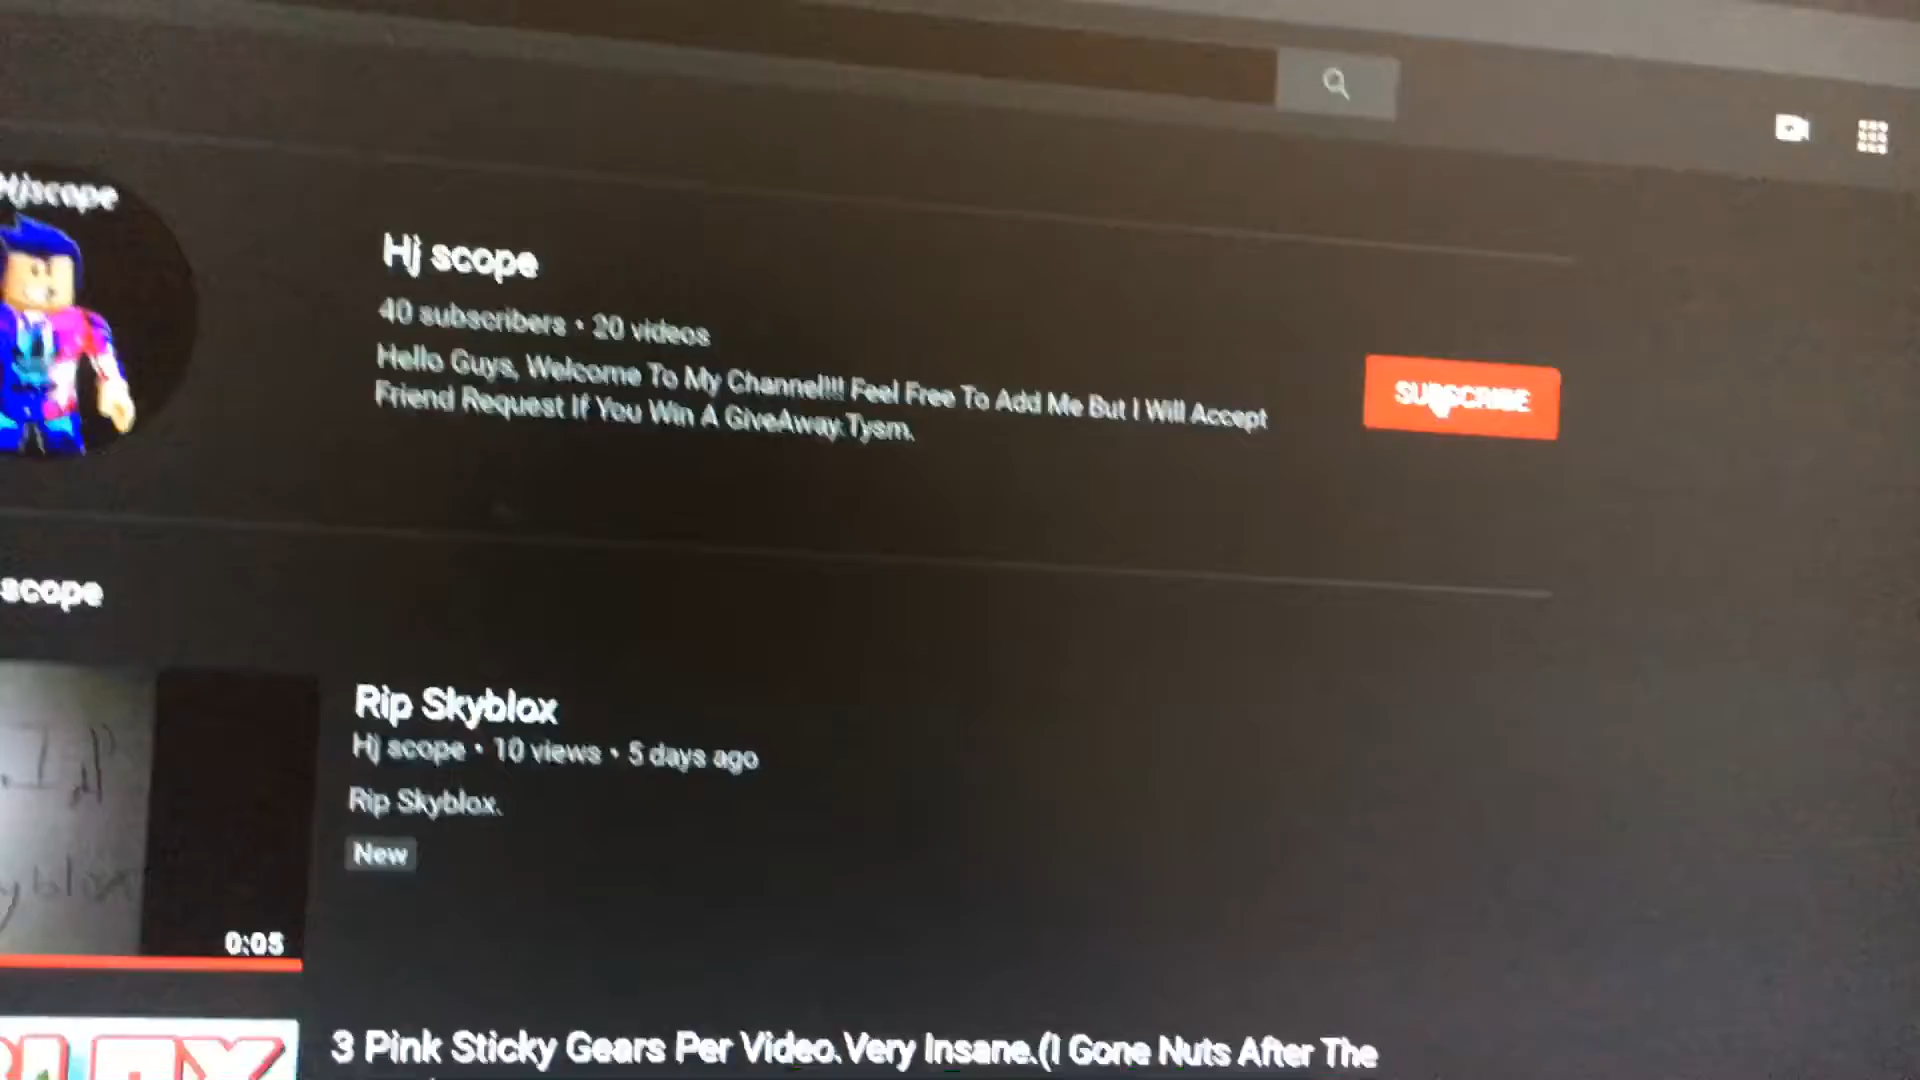 Hjscope
Hj scope
40 subscribers • 20 videos
Hello Guys, Welcome To My Channel!!! Feel Free To Add Me But I Will Accept
Friend Request If You Win A GiveAway.Tysm.
SUBSCRIBE
scope
Rip Skyblox
Hj scope • 10 views • 5 days ago
Rip Skyblox.
New
yblox
0:05
BLOX
3 Pink Sticky Gears Per Video.Very Insane.(I Gone Nuts After The